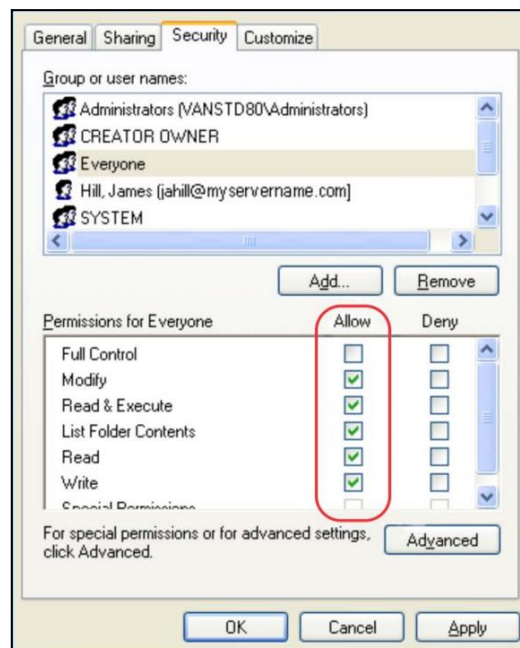 General Sharing Security Customize
Group or user names:
Administrators (VANSTD80\Administrators)
CREATOR OWNER
Everyone
Hill, James (jahill@myservername.com)
SYSTEM
Add... Remove
Permissions for Everyone Allow Deny
Full Control
Modify
Read & Execute
List Folder Contents
Read
Write
Special Permissions
For special permissions or for advanced settings, click Advanced.
Advanced
OK Cancel Apply